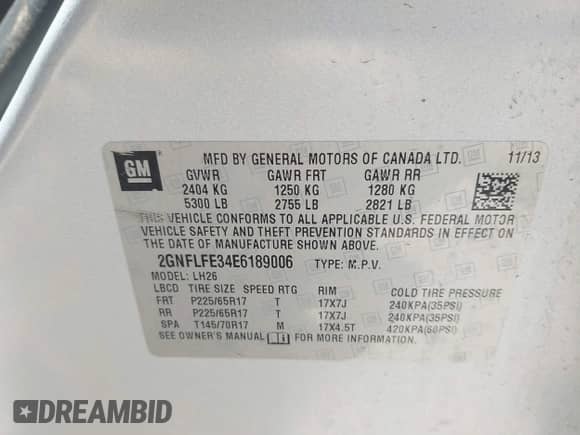 GM
MFD BY GENERAL MOTORS OF CANADA LTD. 11/13
GVWR GAWR FRT GAWR RR
2404 KG 1250 KG 1280 KG
5300 LB 2755 LB 2821 LB
THIS VEHICLE CONFORMS TO ALL APPLICABLE U.S. FEDERAL MOTOR
VEHICLE SAFETY AND THEFT PREVENTION STANDARDS IN EFFECT ON
THE DATE OF MANUFACTURE SHOWN ABOVE.
2GNFLFE34E6189006 TYPE: M.P.V.
MODEL: LH26
LBCD TIRE SIZE SPEED RTG RIM COLD TIRE PRESSURE
FRT P225/65R17 T 17X7J 240KPA(35PSI)
RR P225/65R17 T 17X7J 240KPA(35PSI)
SPA T145/70R17 M 17X4.5T 420KPA(60PSI)
SEE OWNER'S MANUAL FOR MORE INFORMATION.
DREAMBID